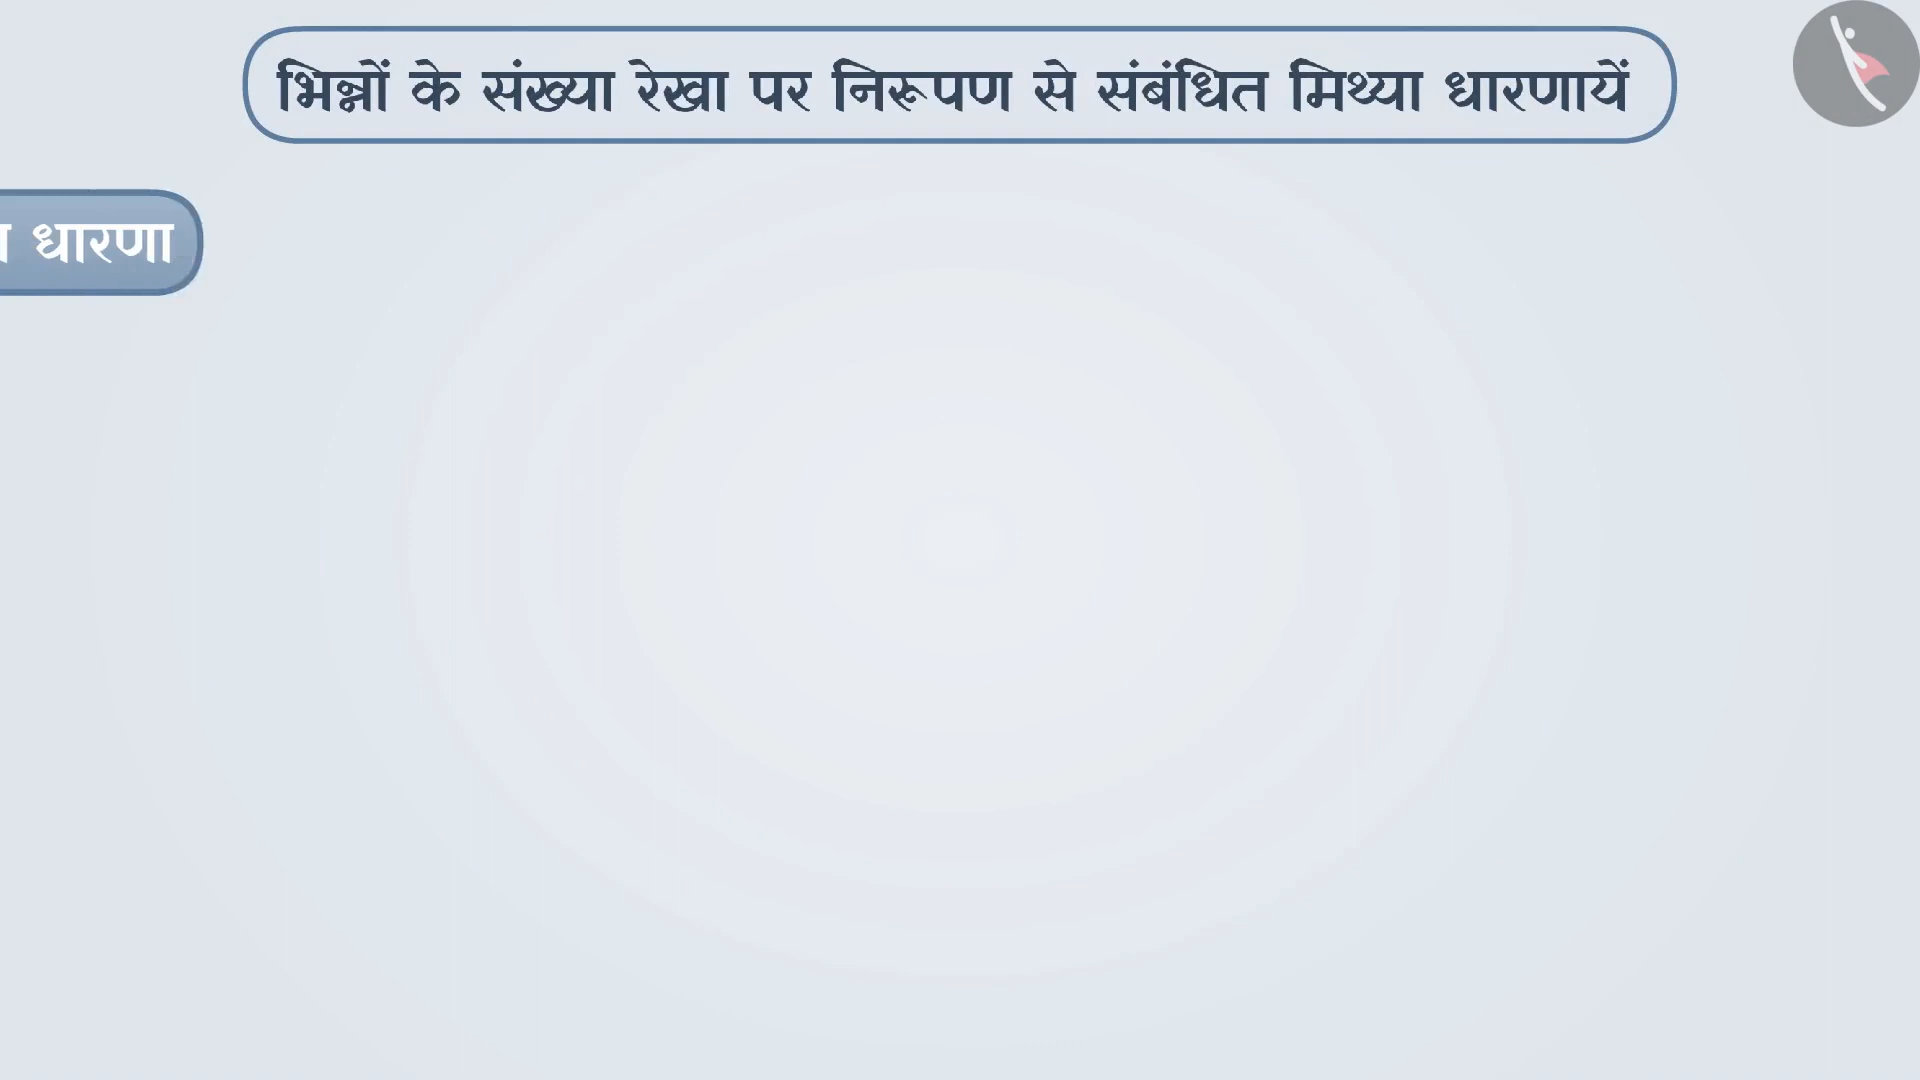 भिन्नों के संख्या रेखा पर निरूपण से संबंधित मिथ्या धारणायें
धारणा